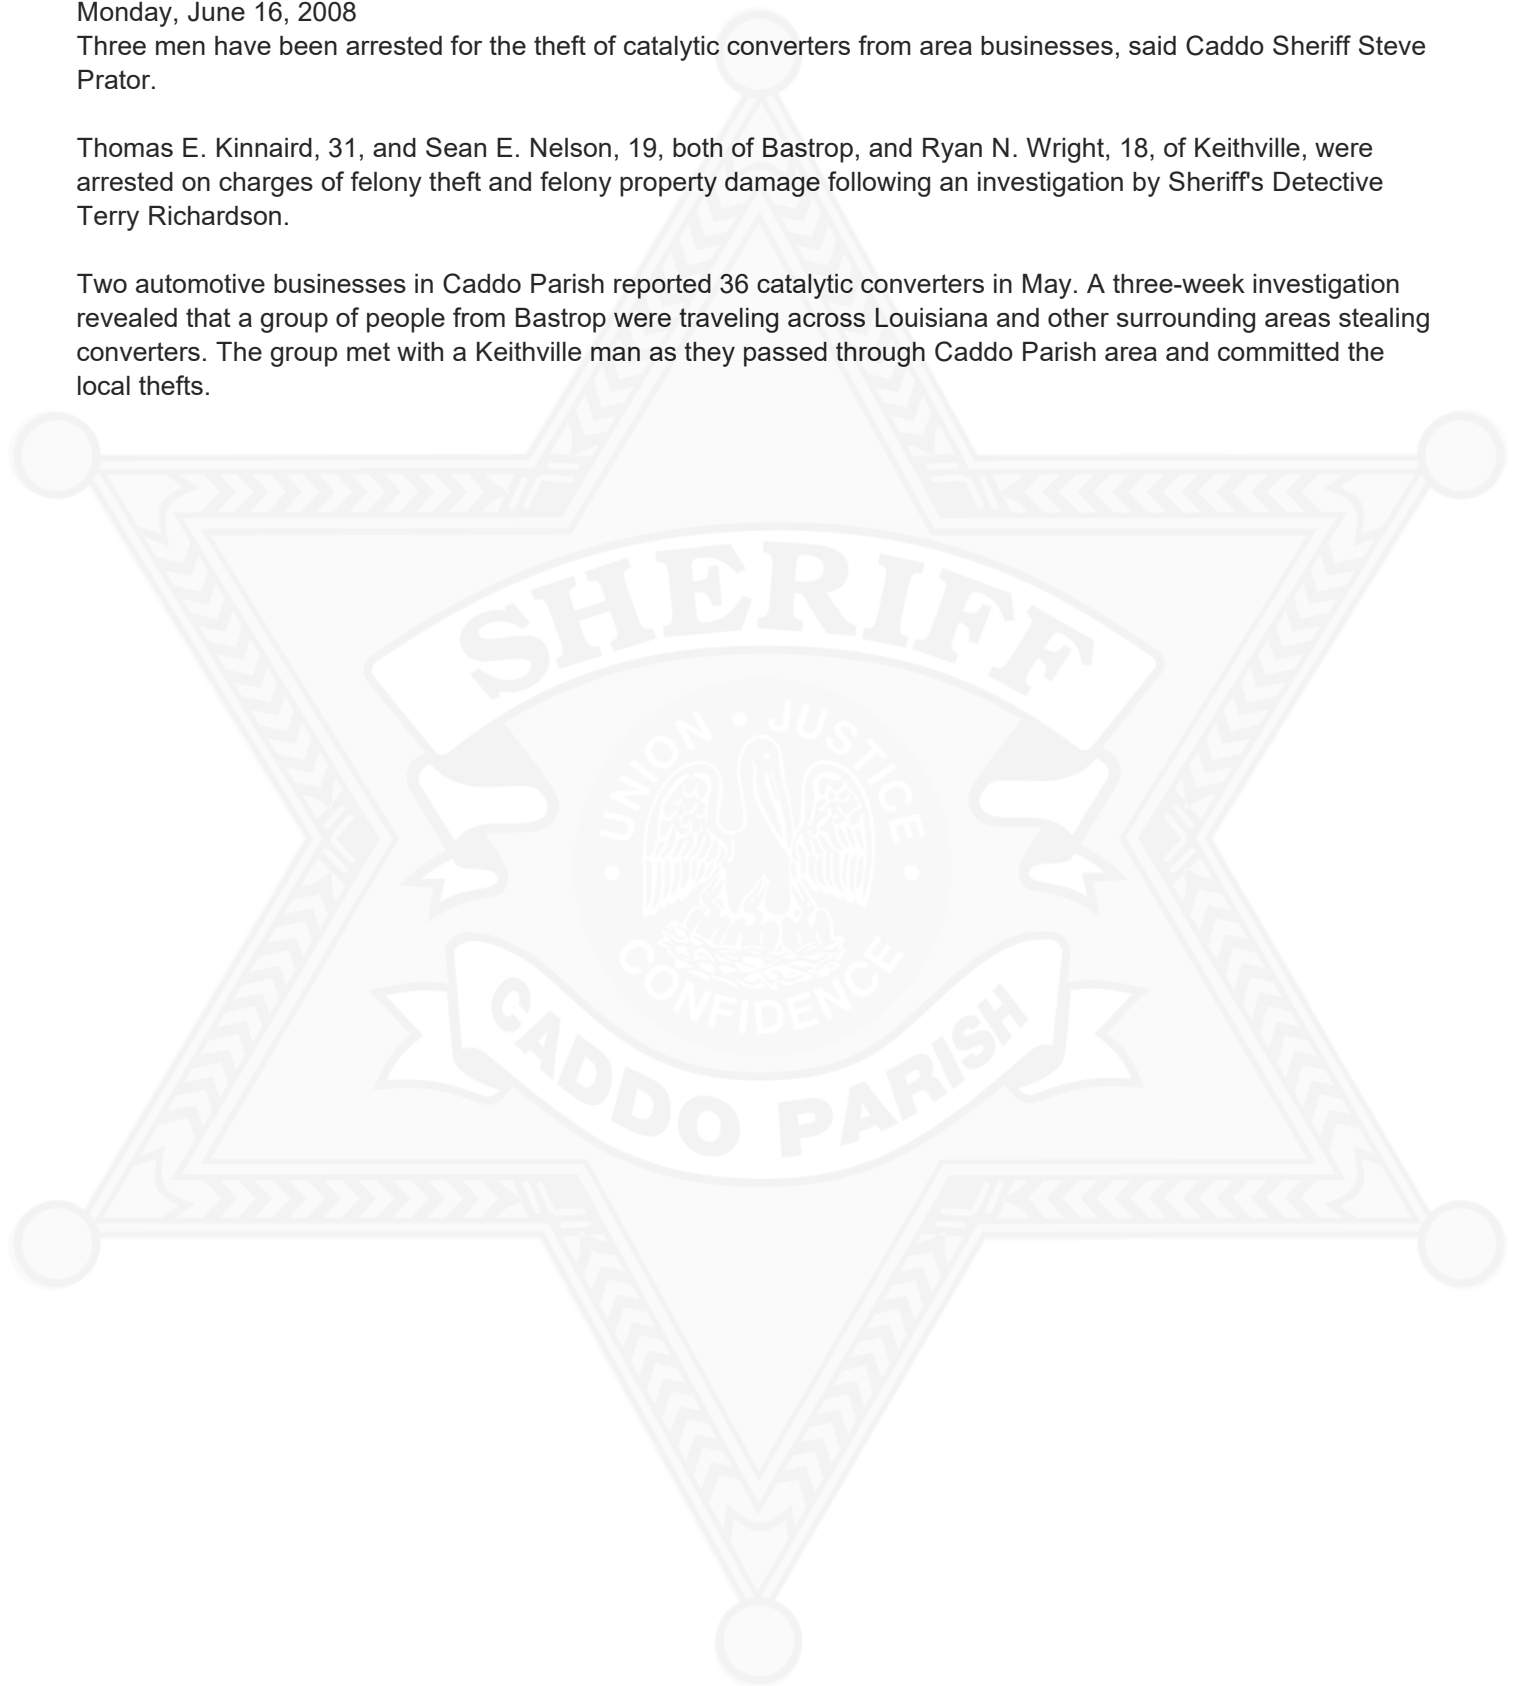 Monday, June 16, 2008
Three men have been arrested for the theft of catalytic converters from area businesses, said Caddo Sheriff Steve
Prator.
Thomas E. Kinnaird, 31, and Sean E. Nelson, 19, both of Bastrop, and Ryan N. Wright, 18, of Keithville, were
arrested on charges of felony theft and felony property damage following an investigation by Sheriff's Detective
Terry Richardson.
Two automotive businesses in Caddo Parish reported 36 catalytic converters in May. A three-week investigation
revealed that a group of people from Bastrop were traveling across Louisiana and other surrounding areas stealing
converters. The group met with a Keithville man as they passed through Caddo Parish area and committed the
local thefts.
SHERIFF
UNION • JUSTICE
• CONFIDENCE •
CADDO PARISH